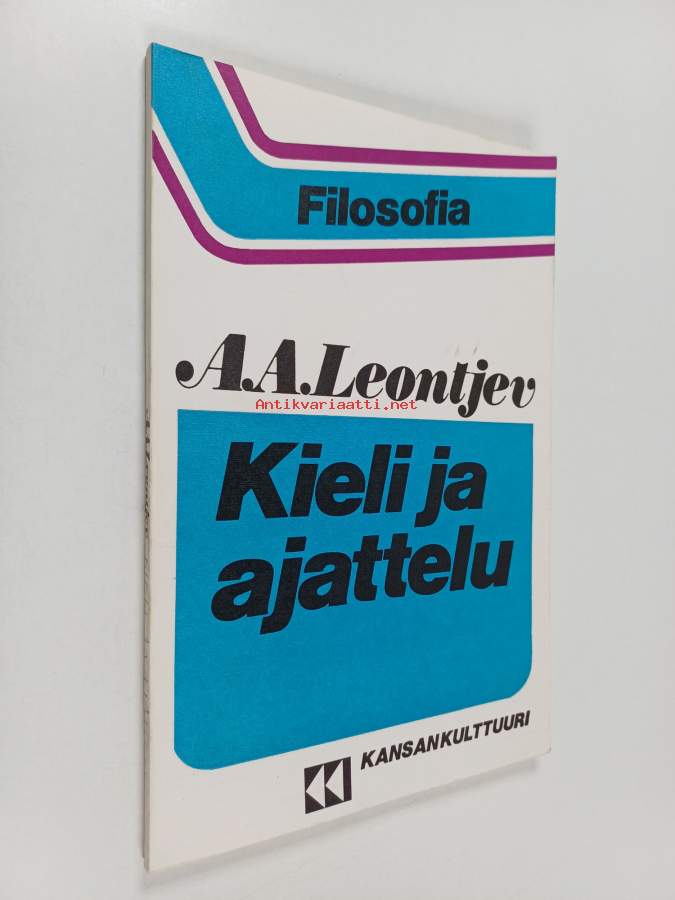 Filosofia
A.A.Leontjev
Antikvariaatti.net
Kieli ja
ajattelu
KANSANKULTTUURI